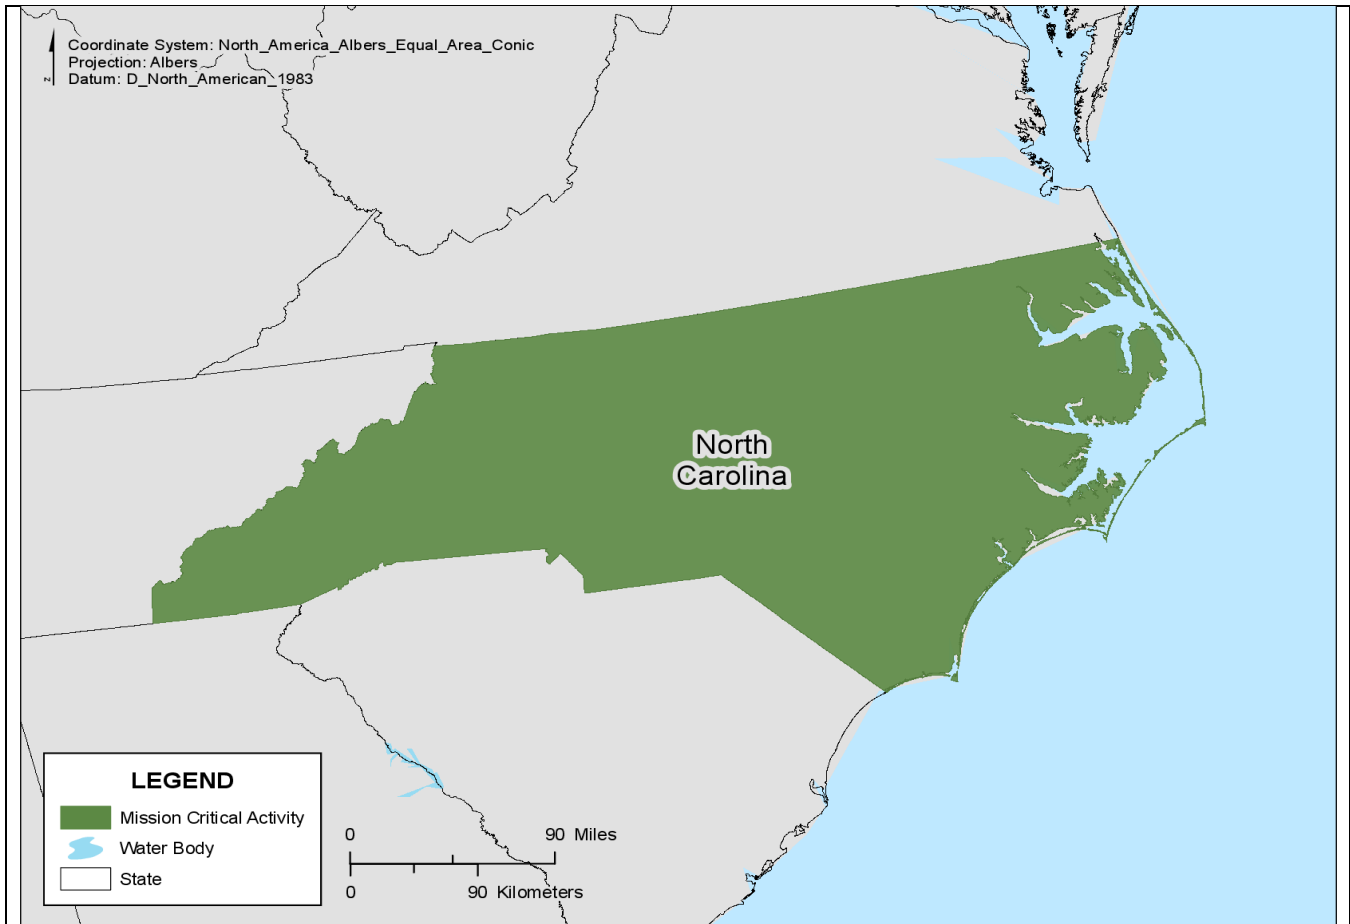 Coordinate System: North_America_Albers_Equal_Area_Conic
Projection: Albers
Datum: D_North_American_1983
N
North
Carolina
LEGEND
Mission Critical Activity
Water Body
State
0 90 Miles
0 90 Kilometers